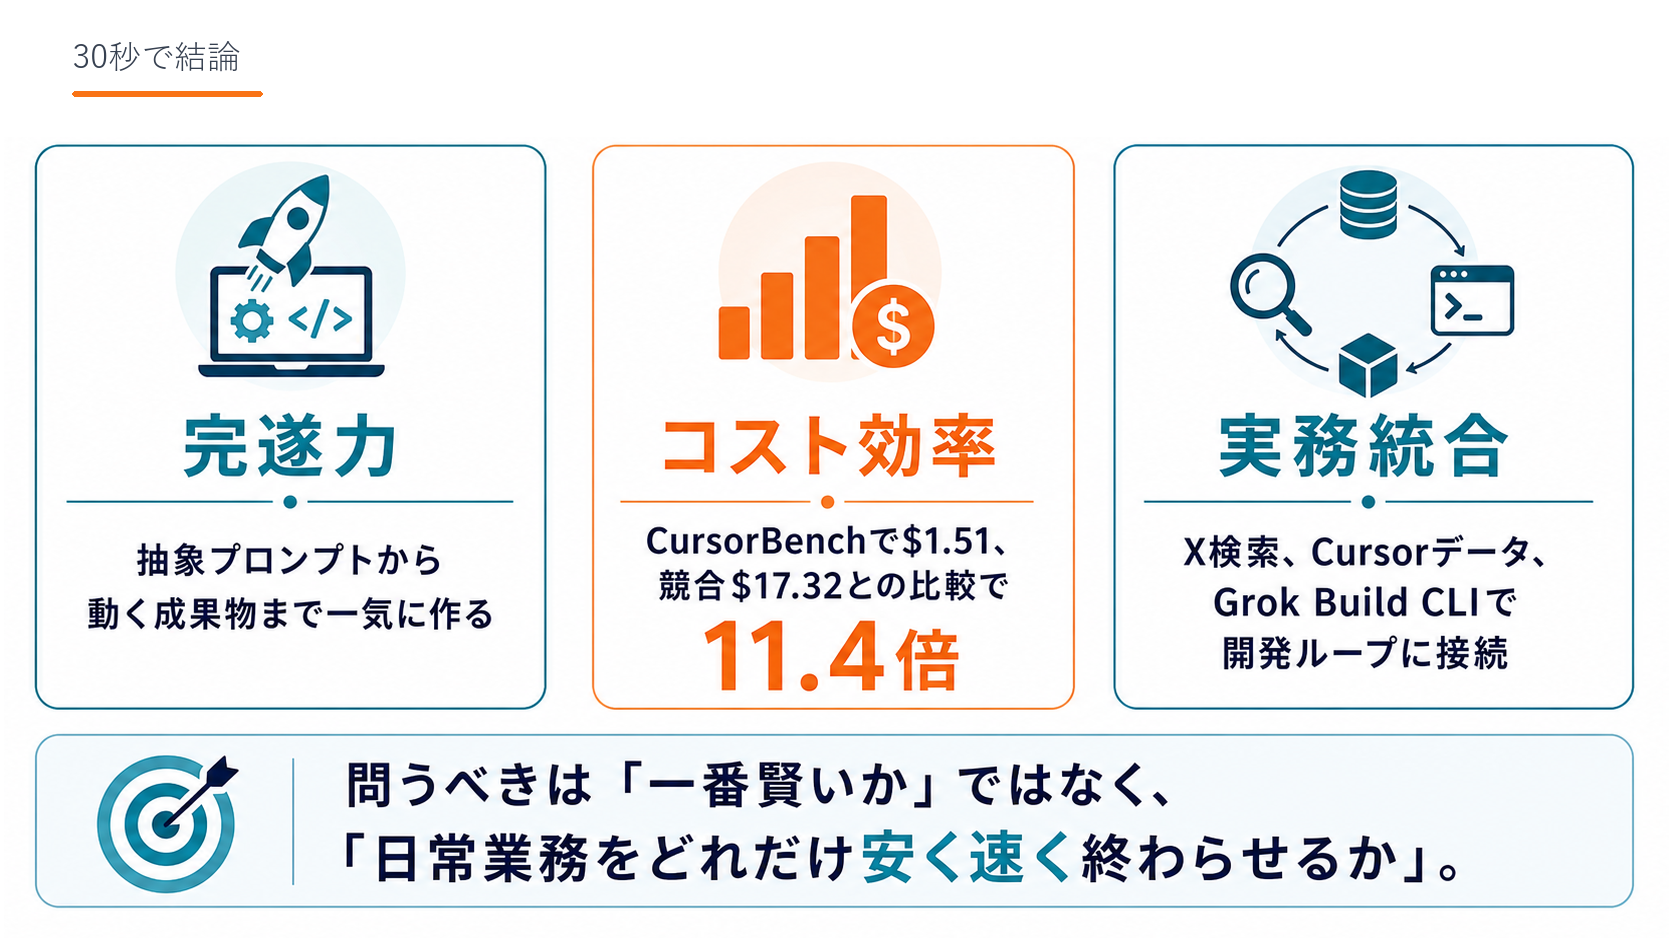 30秒で結論
</>
$
完遂力
抽象プロンプトから
動く成果物まで一気に作る
コスト効率
CursorBenchで$1.51、
競合$17.32との比較で
11.4倍
>_
実務統合
X検索、Cursorデータ、
Grok Build CLIで
開発ループに接続
問うべきは「一番賢いか」ではなく、
「日常業務をどれだけ安く速く終わらせるか」。